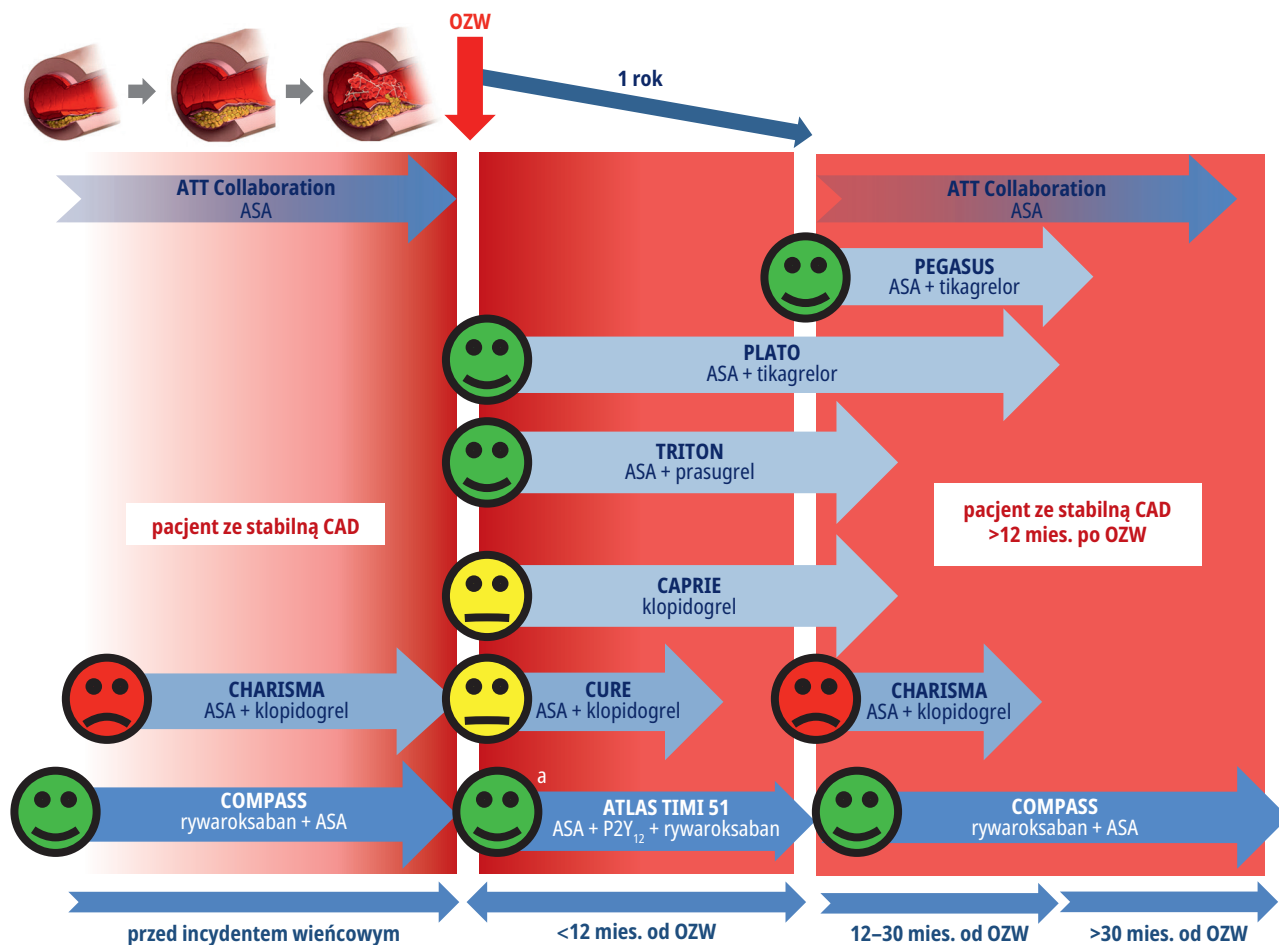 OZW
1 rok
ATT Collaboration
ASA
ATT Collaboration
ASA
PEGASUS
ASA + tikagrelor
PLATO
ASA + tikagrelor
TRITON
ASA + prasugrel
pacjent ze stabilną CAD
pacjent ze stabilną CAD
>12 mies. po OZW
CAPRIE
klopidogrel
CHARISMA
ASA + klopidogrel
CURE
ASA + klopidogrel
CHARISMA
ASA + klopidogrel
COMPASS
rywaroksaban + ASA
a
ATLAS TIMI 51
ASA + P2Y₁₂ + rywaroksaban
COMPASS
rywaroksaban + ASA
przed incydentem wieńcowym
<12 mies. od OZW
12–30 mies. od OZW
>30 mies. od OZW